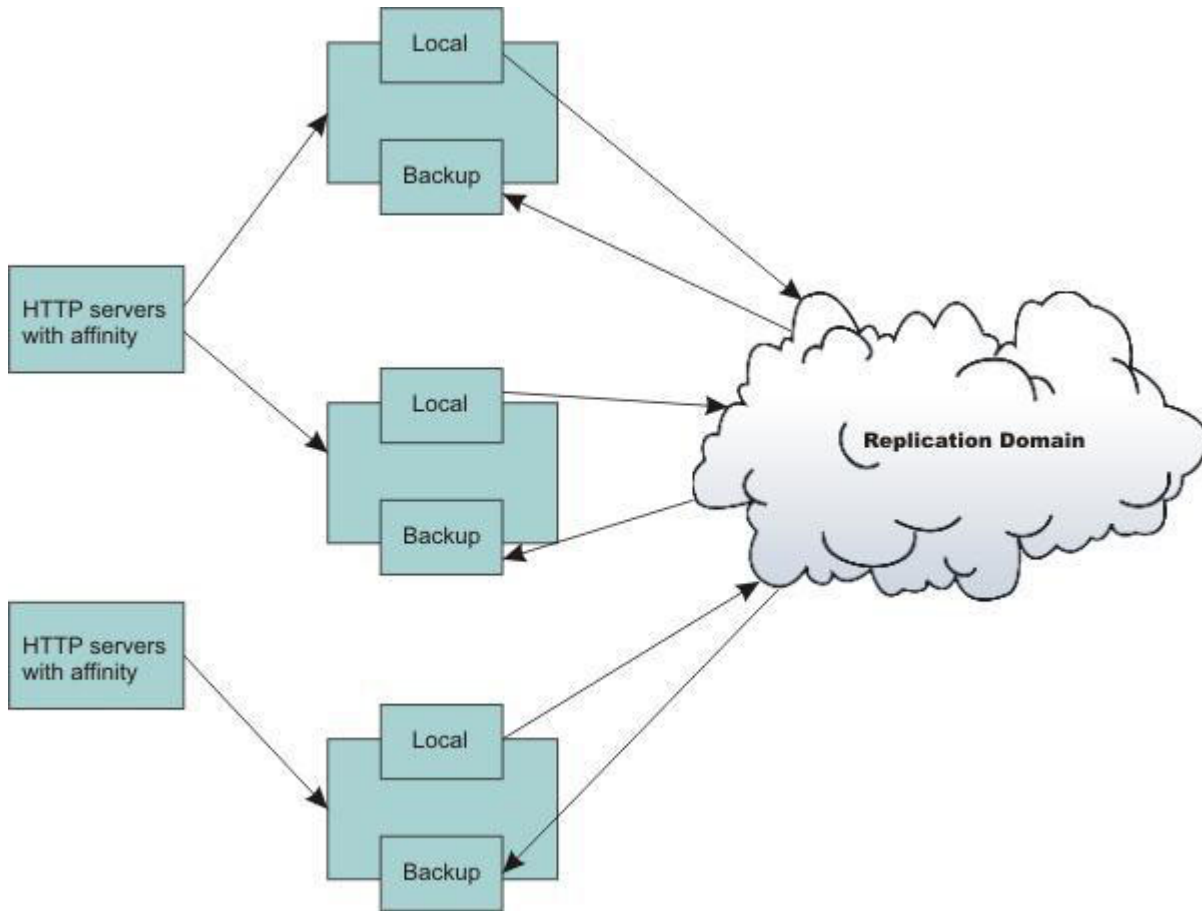 Local
Backup
HTTP servers
with affinity
Local
Replication Domain
Backup
HTTP servers
with affinity
Local
Backup